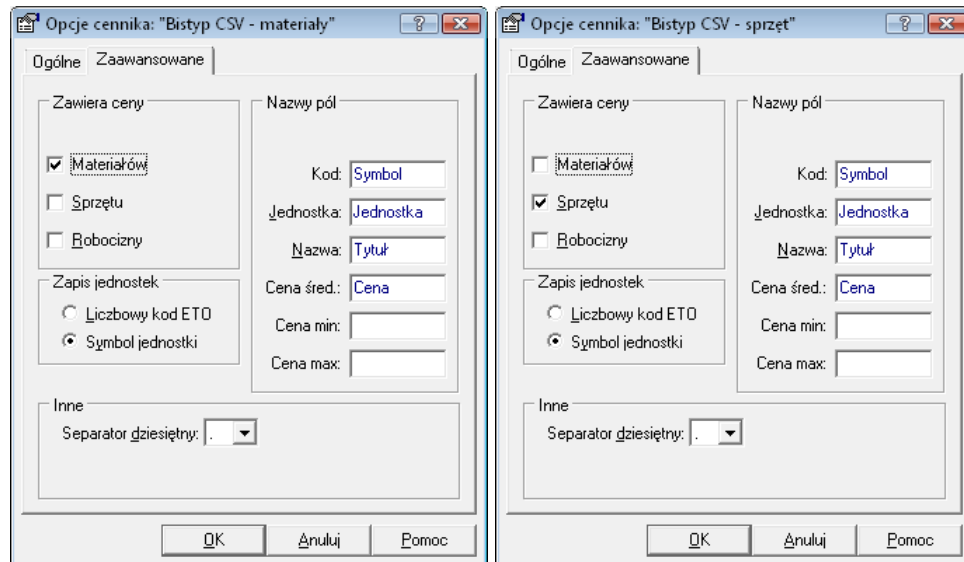 Opcje cennika: "Bistyp CSV - materiały"
Ogólne Zaawansowane
Zawiera ceny
Materiałów
Sprzętu
Robocizny
Zapis jednostek
Liczbowy kod ETO
Symbol jednostki
Nazwy pól
Kod: Symbol
Jednostka: Jednostka
Nazwa: Tytuł
Cena śred.: Cena
Cena min:
Cena max:
Inne
Separator dziesiętny: .
OK Anuluj Pomoc
Opcje cennika: "Bistyp CSV - sprzęt"
Ogólne Zaawansowane
Zawiera ceny
Materiałów
Sprzętu
Robocizny
Zapis jednostek
Liczbowy kod ETO
Symbol jednostki
Nazwy pól
Kod: Symbol
Jednostka: Jednostka
Nazwa: Tytuł
Cena śred.: Cena
Cena min:
Cena max:
Inne
Separator dziesiętny: .
OK Anuluj Pomoc